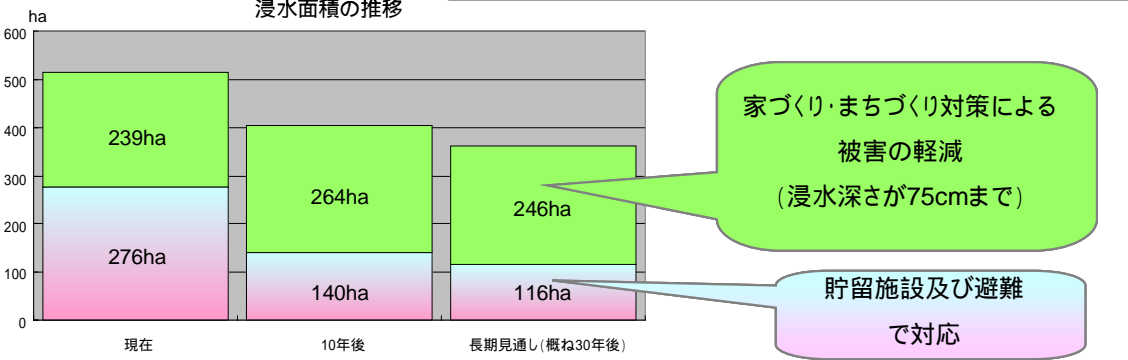 浸水面積の推移
ha
600
500
400
300
200
100
0
239ha
276ha
264ha
140ha
246ha
116ha
現在
10年後
長期見通し(概ね30年後)
家づくり･まちづくり対策による
被害の軽減
(浸水深さが75cmまで)
貯留施設及び避難
で対応